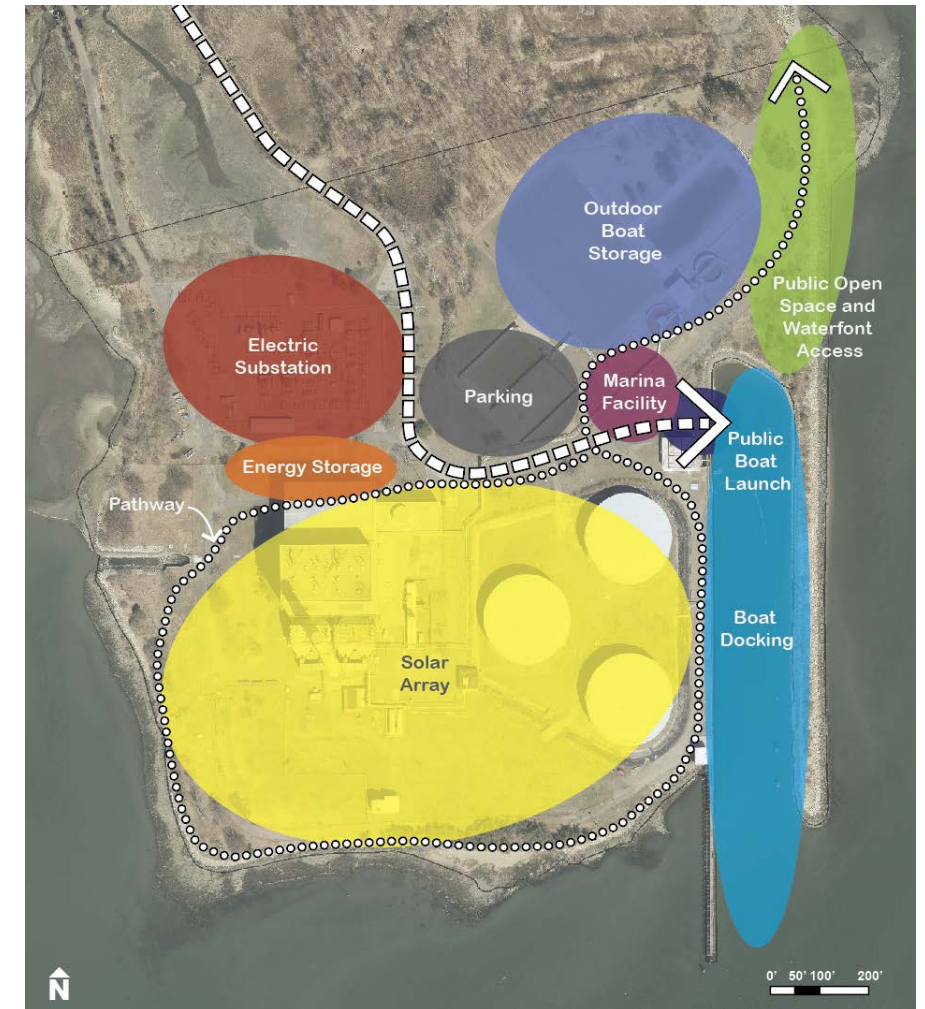 Outdoor
Boat
Storage
Public Open
Space and
Waterfont
Access
Electric
Substation
Parking
Marina
Facility
Energy Storage
Public
Boat
Launch
Pathway
Boat
Docking
Solar
Array
N
0' 50' 100' 200'